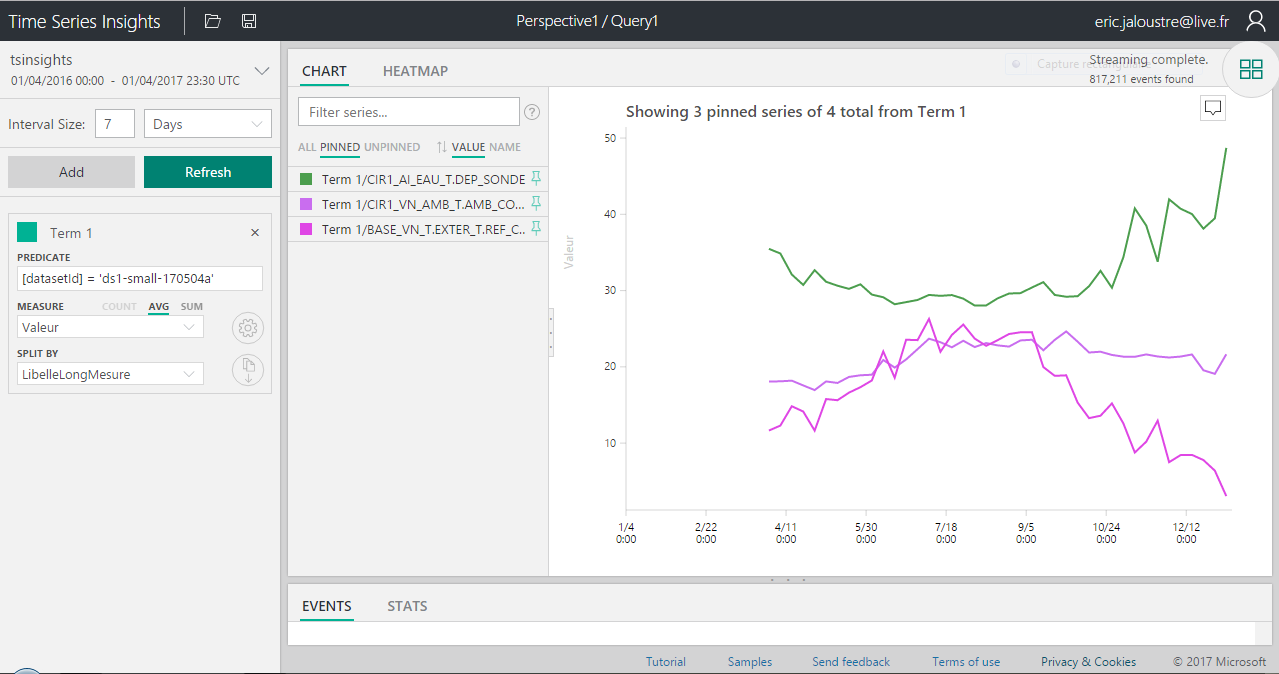 Time Series Insights
Perspective1 / Query1
eric.jaloustre@live.fr
tsinsights
01/04/2016 00:00 - 01/04/2017 23:30 UTC
Interval Size: 7 Days
Add Refresh
Term 1
PREDICATE
[datasetId] = 'ds1-small-170504a'
MEASURE COUNT AVG SUM
Valeur
SPLIT BY
LibelleLongMesure
CHART HEATMAP
Streaming complete.
817,211 events found
Filter series...
?
ALL PINNED UNPINNED VALUE NAME
Term 1/CIR1_AI_EAU_T.DEP_SONDE
Term 1/CIR1_VN_AMB_T.AMB_CO...
Term 1/BASE_VN_T.EXTER_T.REF_C...
Showing 3 pinned series of 4 total from Term 1
Valeur
50
40
30
20
10
1/4 2/22 4/11 5/30 7/18 9/5 10/24 12/12
0:00 0:00 0:00 0:00 0:00 0:00 0:00 0:00
EVENTS STATS
Tutorial Samples Send feedback Terms of use Privacy & Cookies © 2017 Microsoft